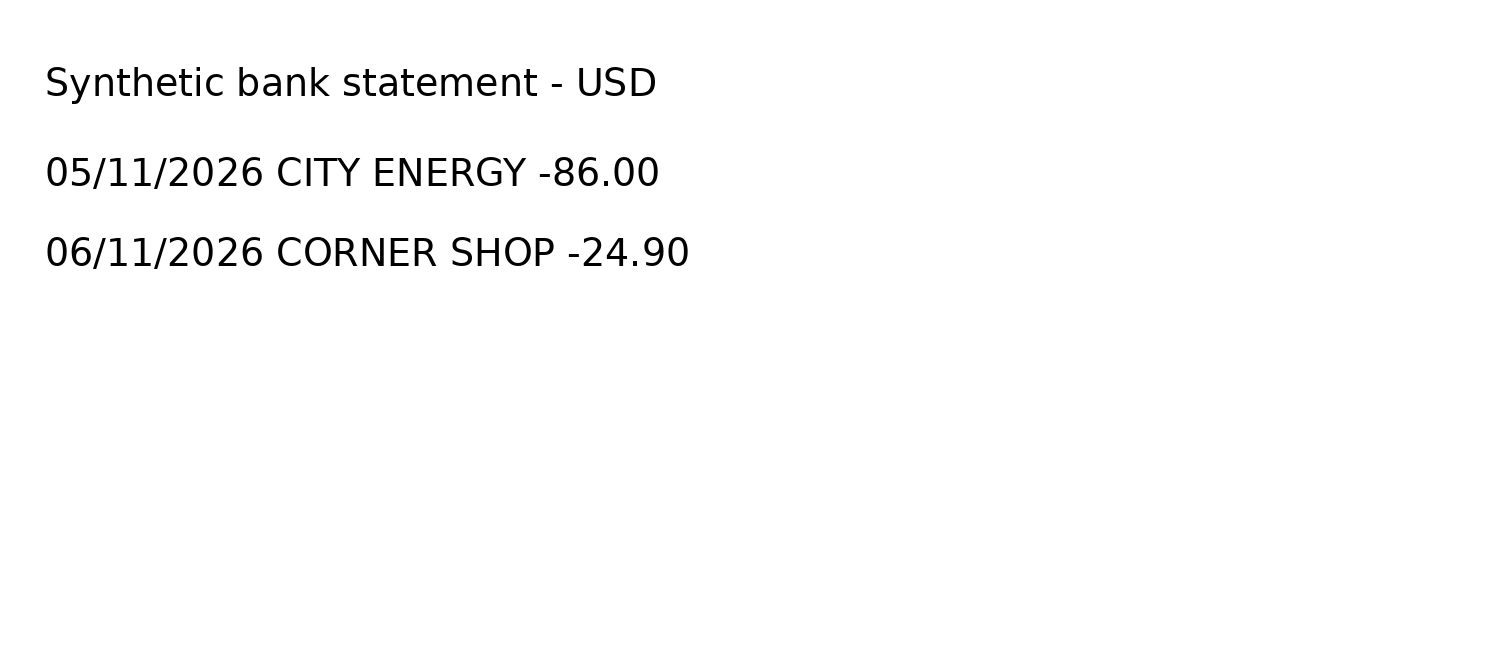 Synthetic bank statement - USD
05/11/2026 CITY ENERGY -86.00
06/11/2026 CORNER SHOP -24.90